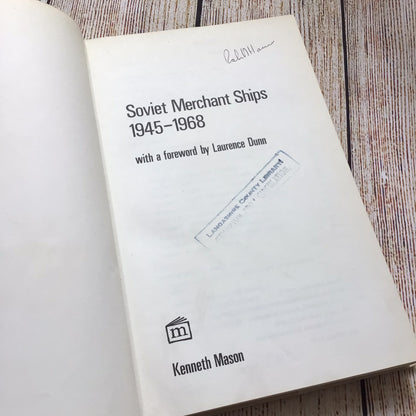 Soviet Merchant Ships
1945–1968
with a foreword by Laurence Dunn
LANCASHIRE COUNTY LIBRARY
m
Kenneth Mason